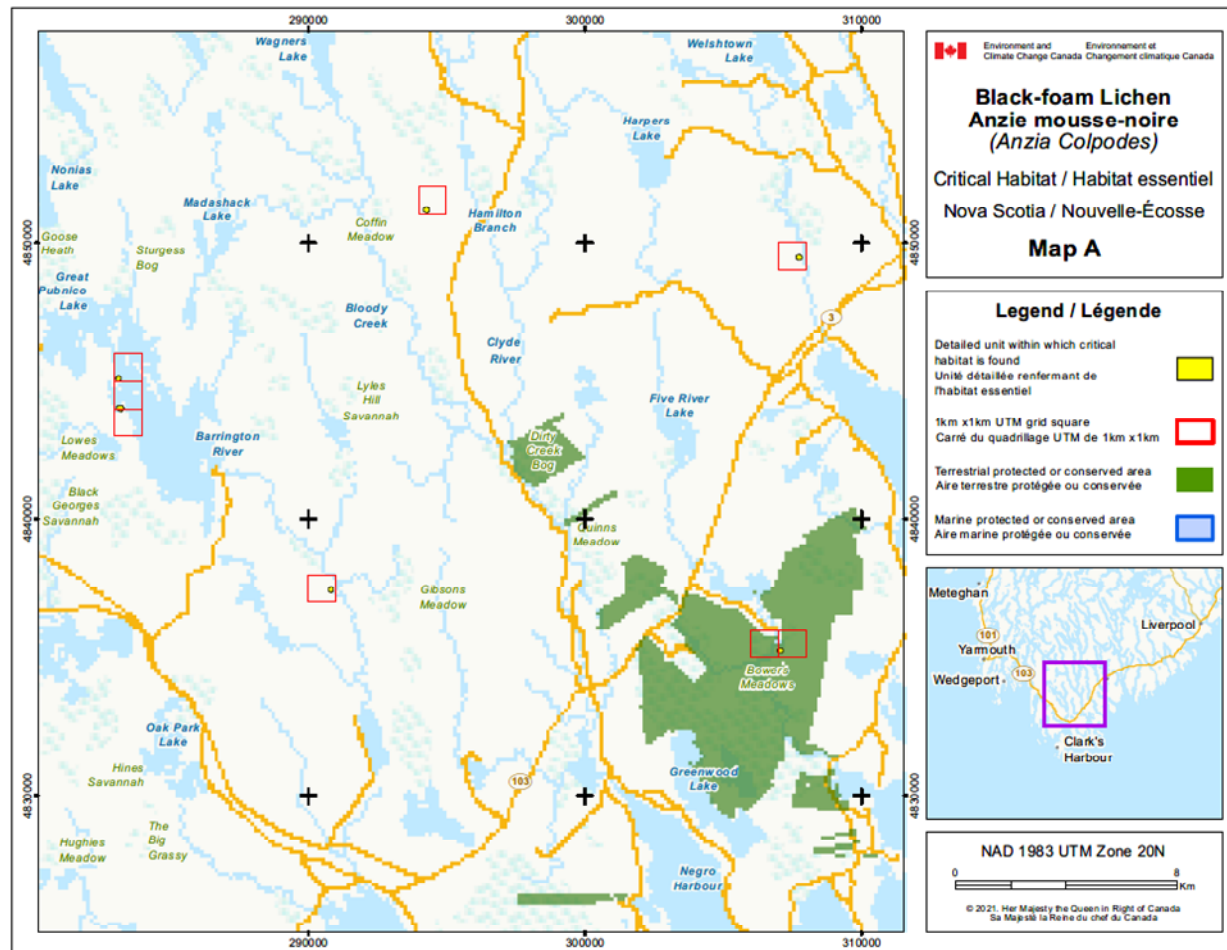 290000
300000
310000
Wagners
Lake
Welshtown
Lake
Harpers
Lake
Nonias
Lake
Madashack
Lake
Coffin
Meadow
Hamilton
Branch
4850000
Goose
Heath
Sturgess
Bog
4850000
Great
Pubnico
Lake
Bloody
Creek
3
Clyde
River
Lyles
Hill
Savannah
Five River
Lake
Lowes
Meadows
Barrington
River
Dirty
Creek
Bog
Black
Georges
Savannah
4840000
Quinns
Meadow
4840000
Gibsons
Meadow
Bowers
Meadows
Oak Park
Lake
Hines
Savannah
103
Greenwood
Lake
4830000
4830000
The
Big
Grassy
Hughies
Meadow
Negro
Harbour
290000
300000
310000
Environment and
Climate Change Canada
Environnement et
Changement climatique Canada
Black-foam Lichen
Anzie mousse-noire
(Anzia Colpodes)
Critical Habitat / Habitat essentiel
Nova Scotia / Nouvelle-Écosse
Map A
Legend / Légende
Detailed unit within which critical
habitat is found
Unité détaillée renfermant de
l'habitat essentiel
1km x1km UTM grid square
Carré du quadrillage UTM de 1km x1km
Terrestrial protected or conserved area
Aire terrestre protégée ou conservée
Marine protected or conserved area
Aire marine protégée ou conservée
Meteghan
Liverpool
101
Yarmouth
103
Wedgeport
Clark's
Harbour
NAD 1983 UTM Zone 20N
0
8
Km
© 2021. Her Majesty the Queen in Right of Canada
Sa Majesté la Reine du chef du Canada